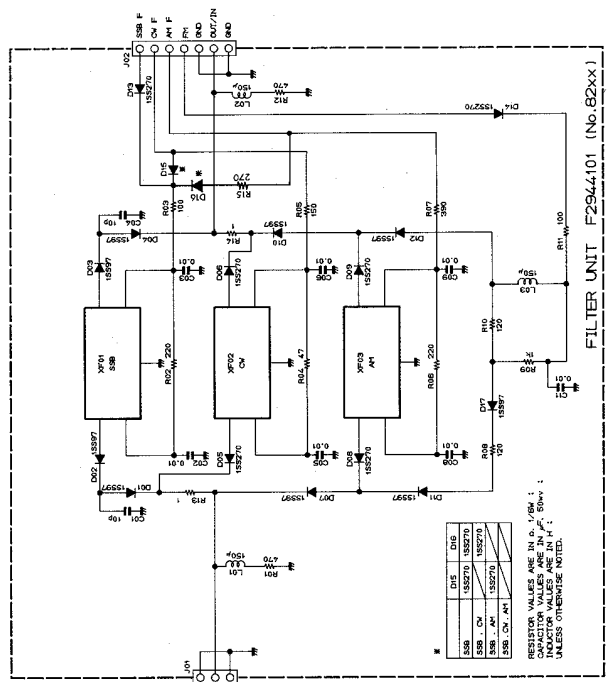 FILTER UNIT F2944101 (No.82xx)
J02
SSB F
CW F
AM F
FM
GND
OUT/IN
GND
D13
1SS270
L02
150μ
R12
470
D14
1SS270
D15
*
D16
*
R15
270
C04
10p
R03
100
R05
150
R07
390
R11
100
D03
1SS97
D04
1SS97
R14
1
D10
1SS97
D12
1SS97
C03
0.01
D06
1SS270
C06
0.01
D09
1SS270
C09
0.01
L03
150μ
XF01
SSB
R02
220
XF02
CW
R04
47
XF03
AM
R06
220
R10
120
R09
1k
C11
0.01
D02
1SS97
C02
0.01
D05
1SS270
C05
0.01
D08
1SS270
C08
0.01
D17
1SS97
R08
120
C01
10p
D01
1SS97
R13
1
D07
1SS97
D11
1SS97
L01
150μ
R01
470
J01
*
D15 D16
SSB 1SS270 1SS270
SSB . CW 1SS270
SSB . AM 1SS270
SSB . CW . AM
RESISTOR VALUES ARE IN Ω, 1/6W ;
CAPACITOR VALUES ARE IN μF, 50wv ;
INDUCTOR VALUES ARE IN H ;
UNLESS OTHERWISE NOTED.